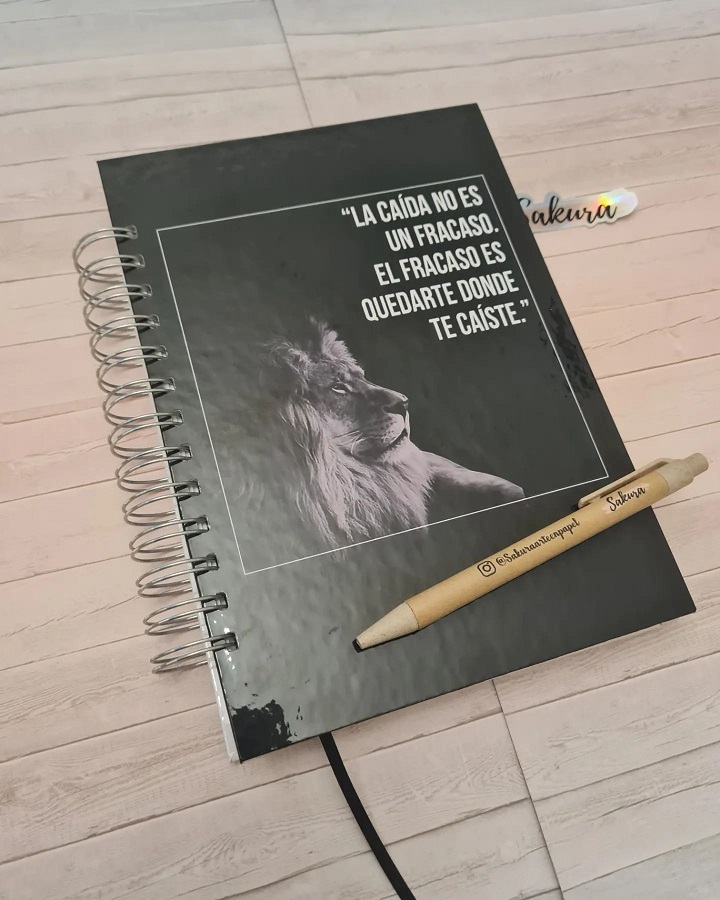 “LA CAÍDA NO ES
UN FRACASO.
EL FRACASO ES
QUEDARTE DONDE
TE CAÍSTE.”
Sakura
Sakura
@Sakuraarteenpapel